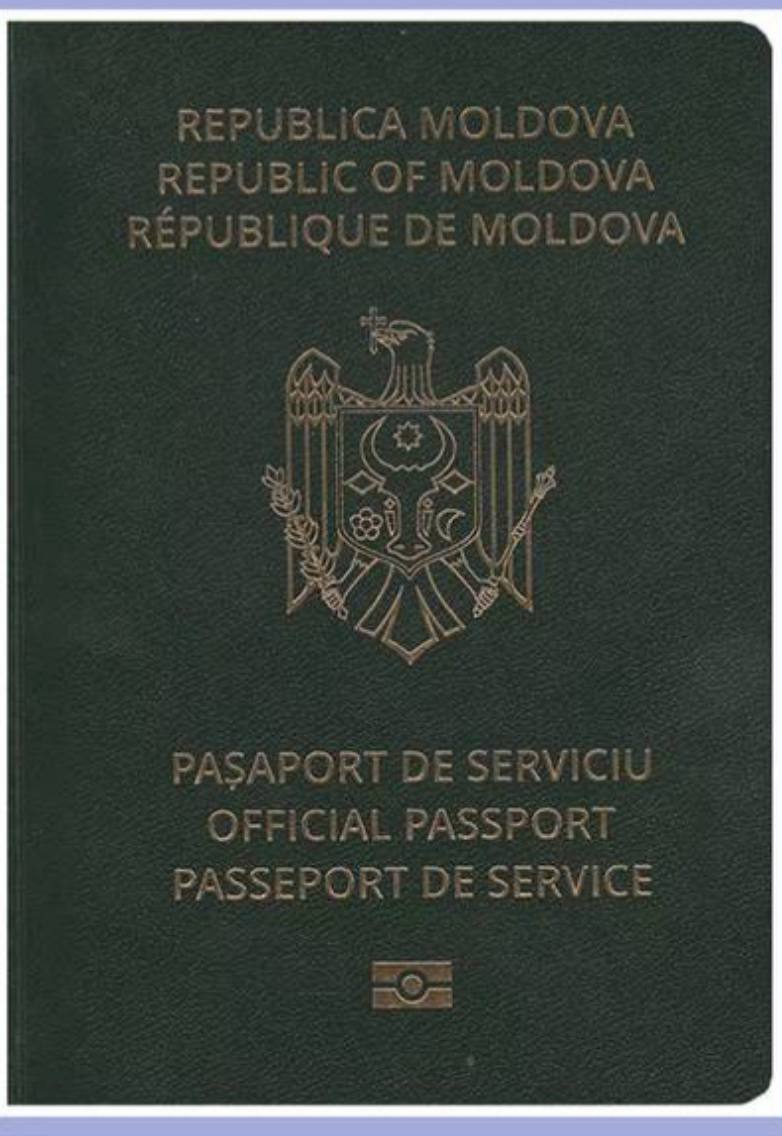 REPUBLICA MOLDOVA
REPUBLIC OF MOLDOVA
RÉPUBLIQUE DE MOLDOVA
PAȘAPORT DE SERVICIU
OFFICIAL PASSPORT
PASSEPORT DE SERVICE